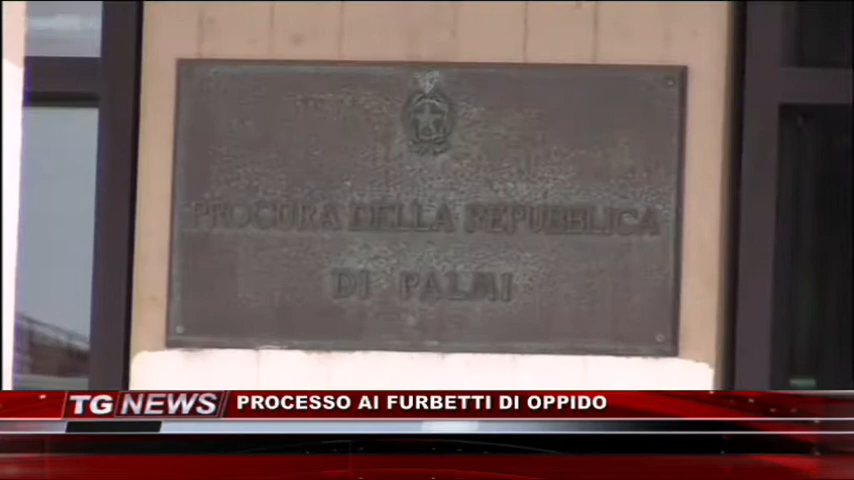 PROCURA DELLA REPUBBLICA
DI PALMI
TG NEWS PROCESSO AI FURBETTI DI OPPIDO